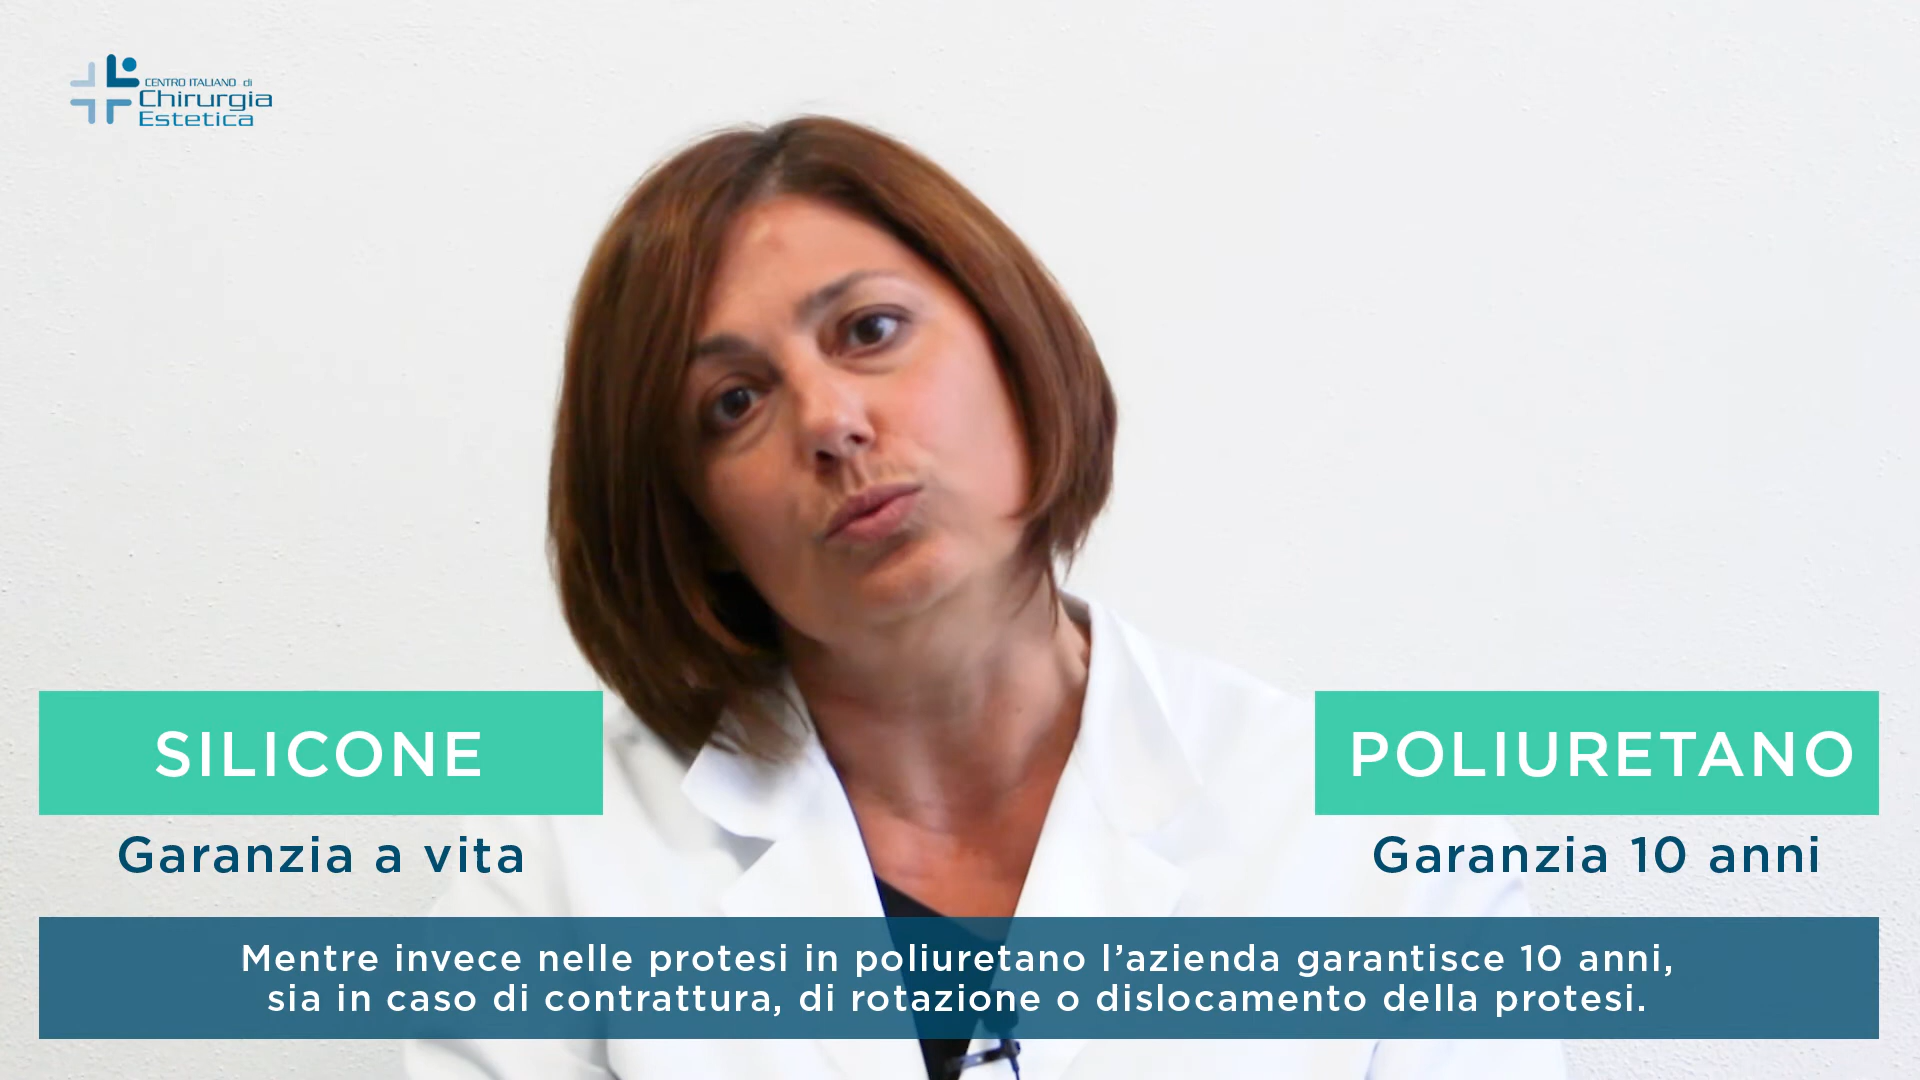 CENTRO ITALIANO di
Chirurgia
Estetica
SILICONE
POLIURETANO
Garanzia a vita
Garanzia 10 anni
Mentre invece nelle protesi in poliuretano l'azienda garantisce 10 anni,
sia in caso di contrattura, di rotazione o dislocamento della protesi.